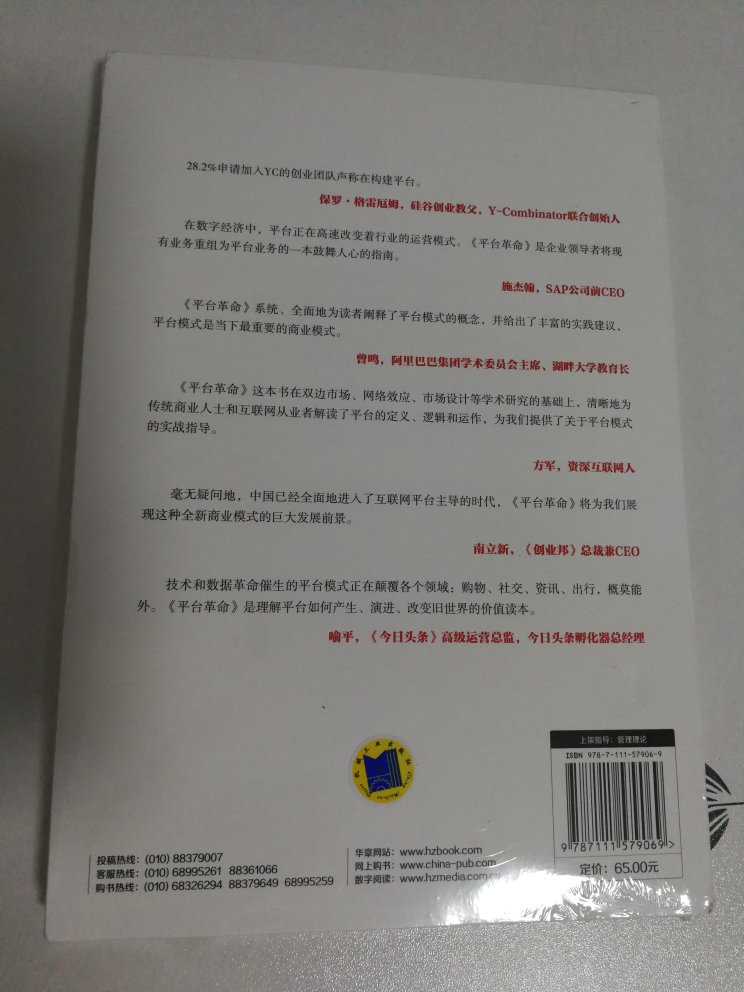 28.2%申请加入YC的创业团队声称在构建平台。
保罗·格雷厄姆，硅谷创业教父，Y-Combinator联合创始人
在数字经济中，平台正在高速改变着行业的运营模式。《平台革命》是企业领导者将现
有业务重组为平台业务的一本鼓舞人心的指南。
施杰翰，SAP公司前CEO
《平台革命》系统、全面地为读者阐释了平台模式的概念，并给出了丰富的实践建议，
平台模式是当下最重要的商业模式。
曾鸣，阿里巴巴集团学术委员会主席、湖畔大学教育长
《平台革命》这本书在双边市场、网络效应、市场设计等学术研究的基础上，清晰地为
传统商业人士和互联网从业者解读了平台的定义、逻辑和运作，为我们提供了关于平台模式
的实战指导。
方军，资深互联网人
毫无疑问地，中国已经全面地进入了互联网平台主导的时代，《平台革命》将为我们展
现这种全新商业模式的巨大发展前景。
南立新，《创业邦》总裁兼CEO
技术和数据革命催生的平台模式正在颠覆各个领域：购物、社交、资讯、出行，概莫能
外。《平台革命》是理解平台如何产生、演进、改变旧世界的价值读本。
喻平，《今日头条》高级运营总监，今日头条孵化器总经理
机械工业出版社
China Machine Press
上架指导：管理理论
ISBN 978-7-111-57906-9
9 787111 579069>
定价：65.00元
投稿热线：(010) 88379007
客服热线：(010) 68995261 88361066
购书热线：(010) 68326294 88379649 68995259
华章网站：www.hzbook.com
网上购书：www.china-pub.com
数字阅读：www.hzmedia.com.cn